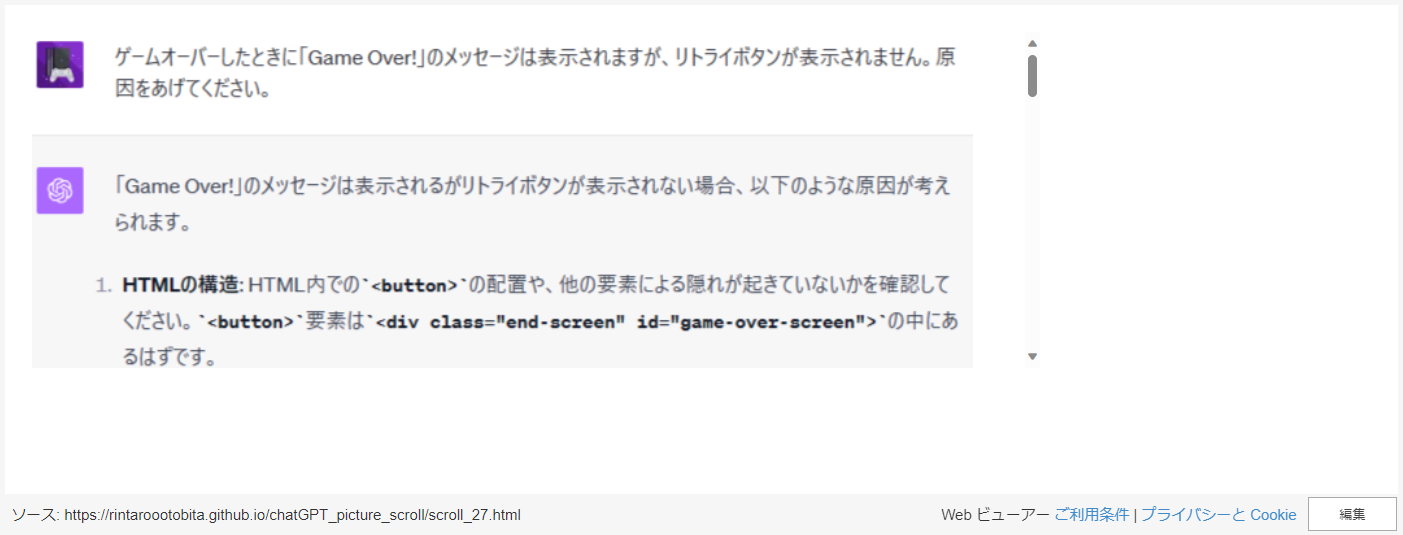 ゲームオーバーしたときに「Game Over!」のメッセージは表示されますが、リトライボタンが表示されません。原
因をあげてください。
「Game Over!」のメッセージは表示されるがリトライボタンが表示されない場合、以下のような原因が考え
られます。
1. HTMLの構造: HTML内での`<button>`の配置や、他の要素による隠れが起きていないかを確認して
ください。`<button>`要素は`<div class="end-screen" id="game-over-screen">`の中にあ
るはずです。
ソース: https://rintaroootobita.github.io/chatGPT_picture_scroll/scroll_27.html
Web ビューアー ご利用条件 | プライバシーと Cookie
編集